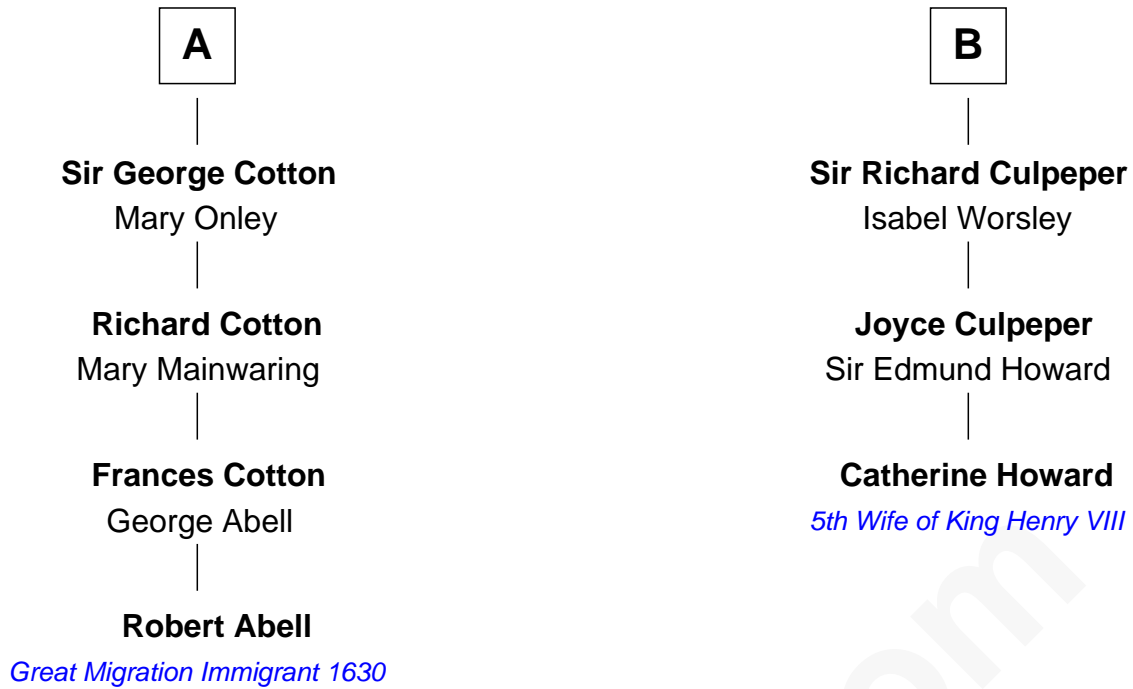 A
Sir George Cotton
Mary Onley
Richard Cotton
Mary Mainwaring
Frances Cotton
George Abell
Robert Abell
Great Migration Immigrant 1630
B
Sir Richard Culpeper
Isabel Worsley
Joyce Culpeper
Sir Edmund Howard
Catherine Howard
5th Wife of King Henry VIII
om